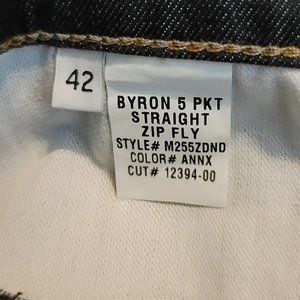 42
BYRON 5 PKT
STRAIGHT
ZIP FLY
STYLE# M255ZDND
COLOR# ANNX
CUT# 12394-00